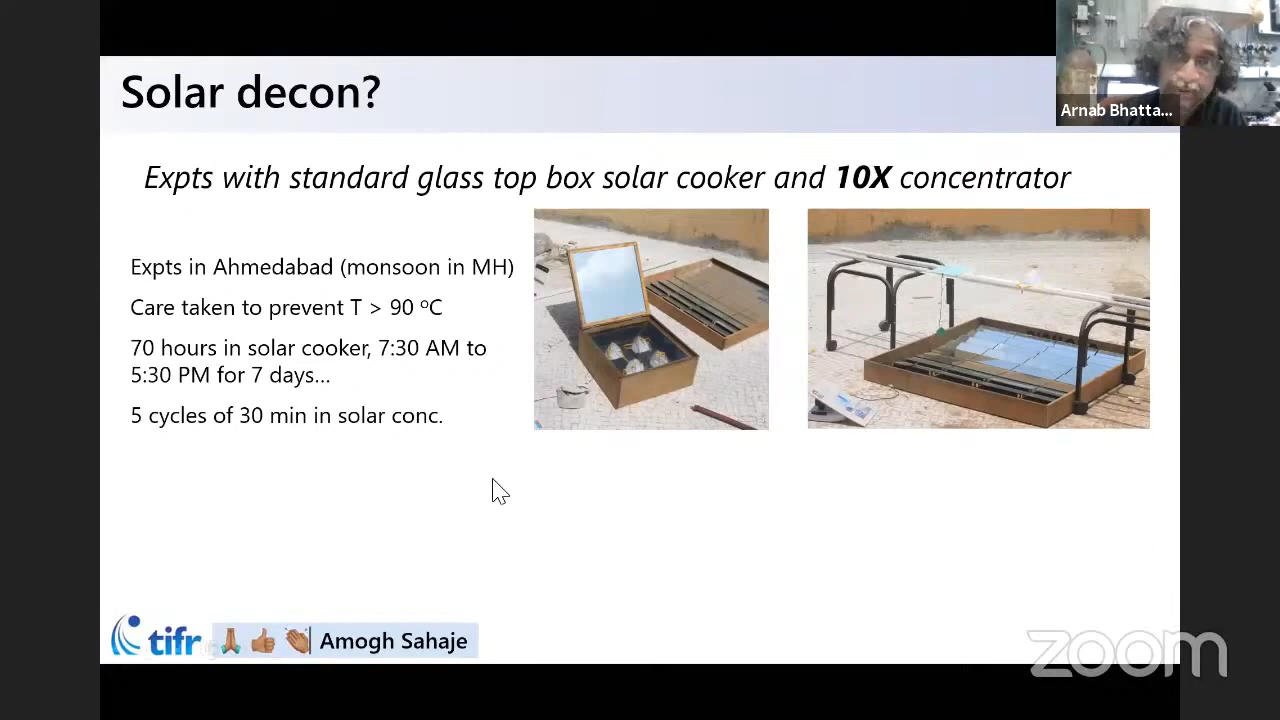 Solar decon?
Arnab Bhatta...
Expts with standard glass top box solar cooker and 10X concentrator
Expts in Ahmedabad (monsoon in MH)
Care taken to prevent T > 90 ºC
70 hours in solar cooker, 7:30 AM to
5:30 PM for 7 days...
5 cycles of 30 min in solar conc.
tifr
Amogh Sahaje
zoom